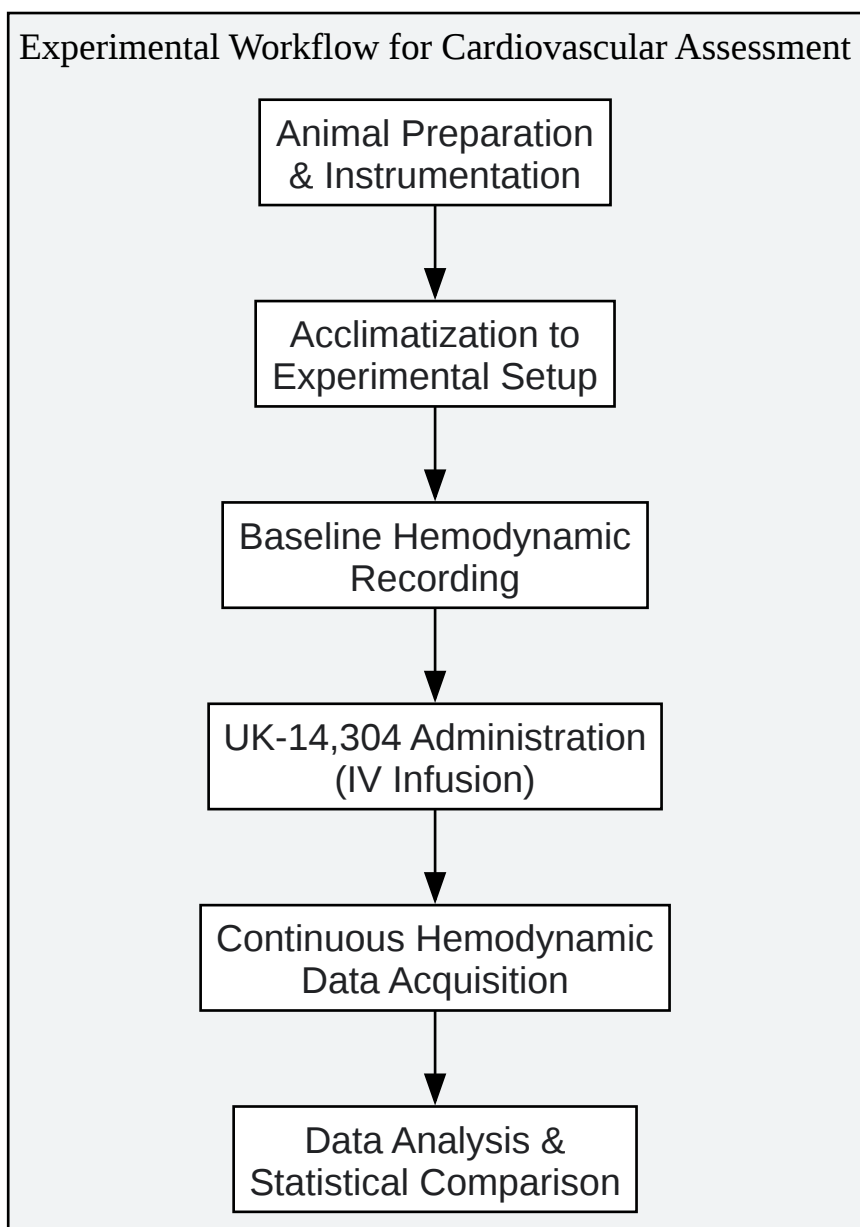 Experimental Workflow for Cardiovascular Assessment
Animal Preparation
& Instrumentation
Acclimatization to
Experimental Setup
Baseline Hemodynamic
Recording
UK-14,304 Administration
(IV Infusion)
Continuous Hemodynamic
Data Acquisition
Data Analysis &
Statistical Comparison